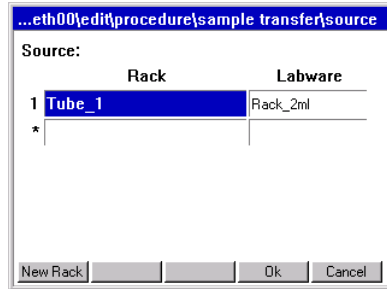 ...eth00\edit\procedure\sample transfer\source
Source:
Rack Labware
1 Tube_1 Rack_2ml
*
New Rack Ok Cancel